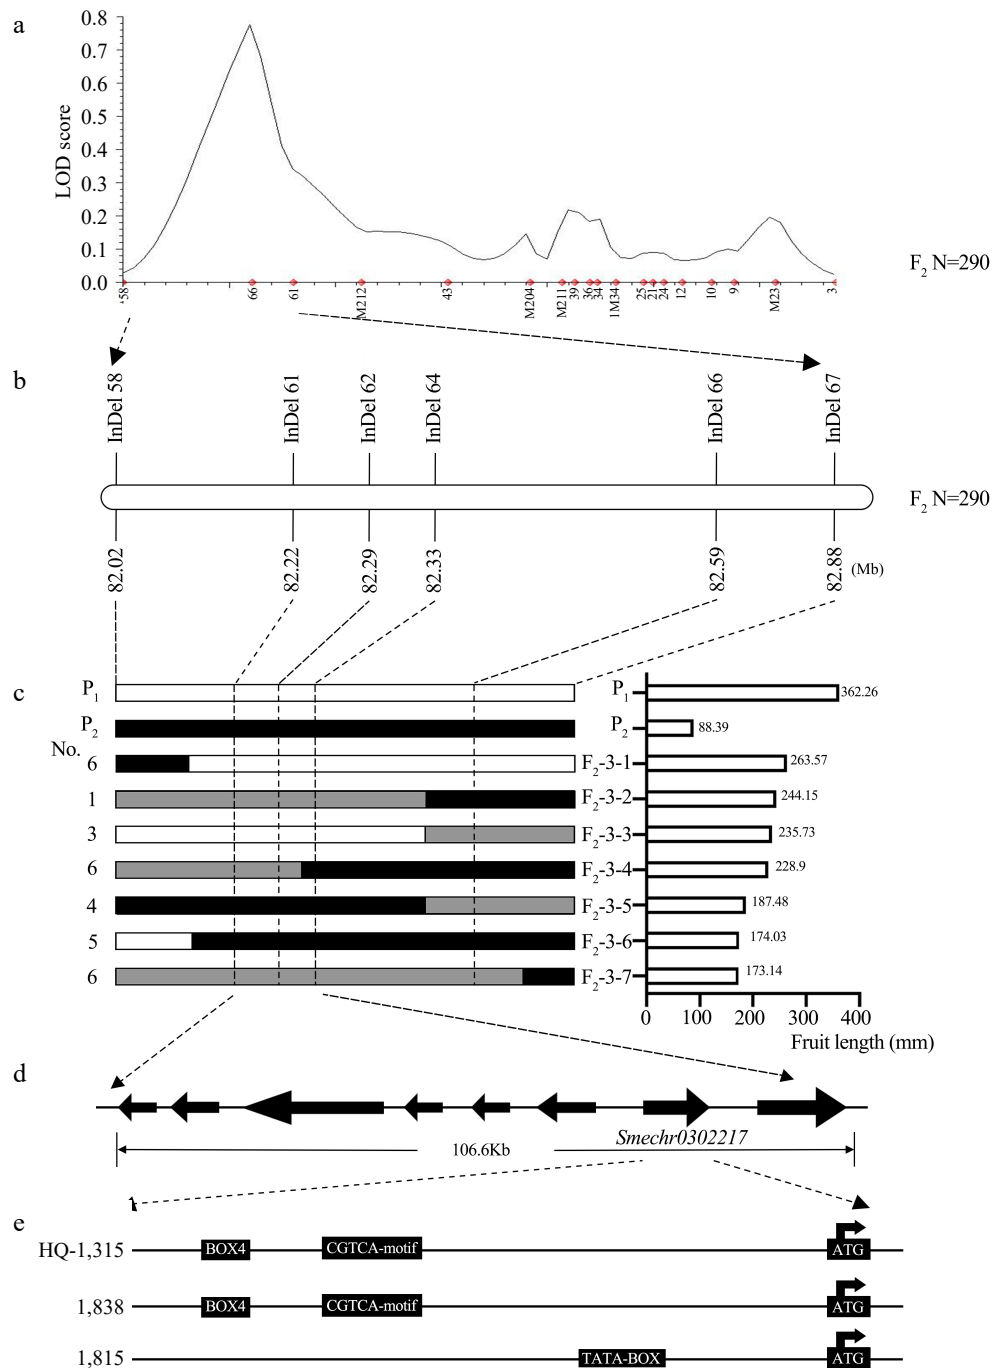 a
0.8
0.7
0.6
0.5
0.4
0.3
0.2
0.1
0.0
LOD score
58 66 61 M212 43 M204 M211 39 36 34 1M34 25 21 24 12 10 9 M23 3
F2 N=290
b
InDel 58 InDel 61 InDel 62 InDel 64 InDel 66 InDel 67
F2 N=290
82.02 82.22 82.29 82.33 82.59 82.88 (Mb)
c
P1 P1 362.26
P2 P2 88.39
No.
6 F2-3-1 263.57
1 F2-3-2 244.15
3 F2-3-3 235.73
6 F2-3-4 228.9
4 F2-3-5 187.48
5 F2-3-6 174.03
6 F2-3-7 173.14
0 100 200 300 400
Fruit length (mm)
d
Smechr0302217
106.6Kb
e
HQ-1,315 BOX4 CGTCA-motif ATG
1,838 BOX4 CGTCA-motif ATG
1,815 TATA-BOX ATG